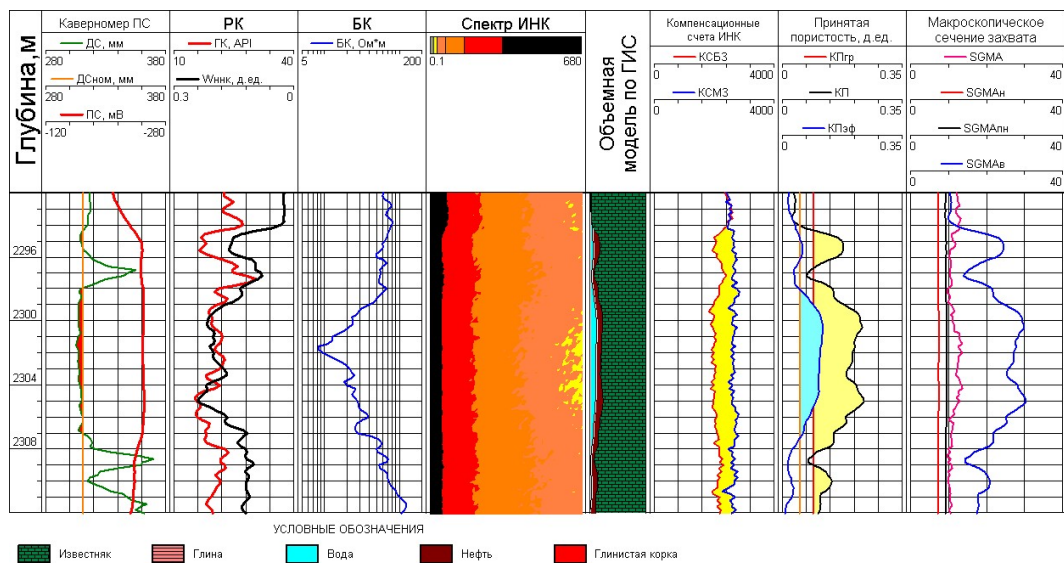 Глубина,м
Каверномер ПС
ДС, мм
280 380
ДСном, мм
280 380
ПС, мВ
-120 -280
РК
ГК, API
10 40
Wннк, д.ед.
0.3 0
БК
БК, Ом*м
5 200
Спектр ИНК
0.1 660
Объемная
модель по ГИС
Компенсационные
счета ИНК
КСБЗ
0 4000
КСМЗ
0 4000
Принятая
пористость, д.ед.
КПгр
0 0.35
КП
0 0.35
КПэф
0 0.35
Макроскопическое
сечение захвата
SGMA
0 40
SGMAн
0 40
SGMAпн
0 40
SGMAв
0 40
2296
2300
2304
2308
УСЛОВНЫЕ ОБОЗНАЧЕНИЯ
Известняк Глина Вода Нефть Глинистая корка